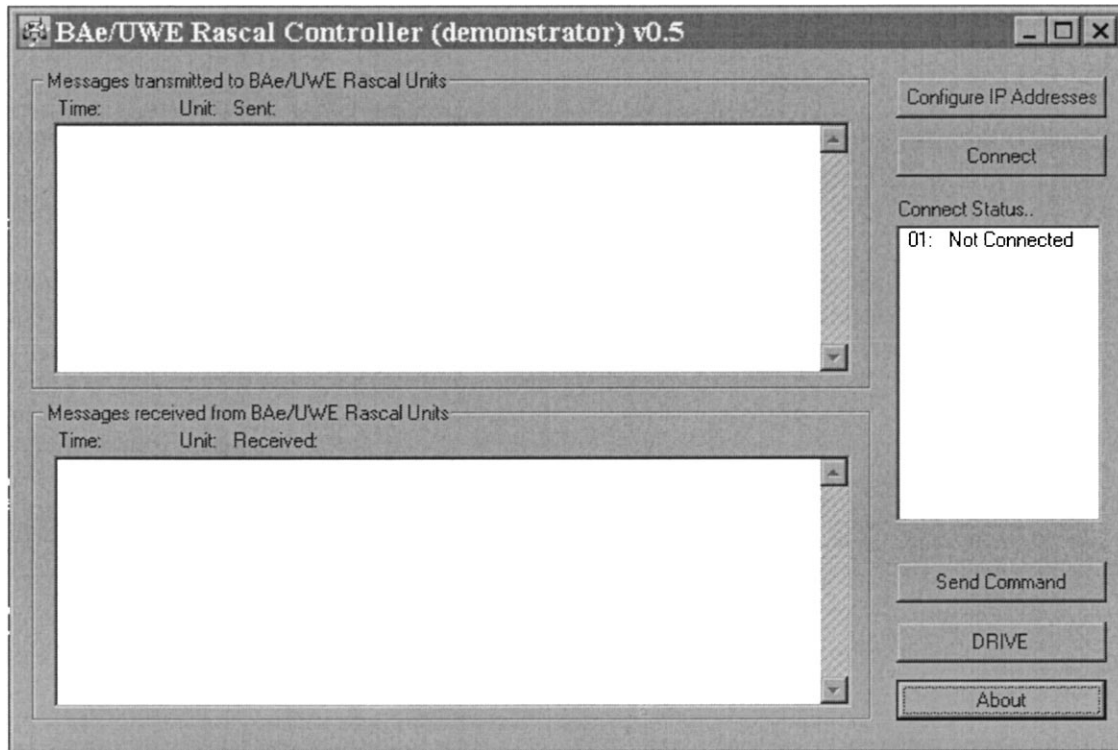 BAe/UWE Rascal Controller (demonstrator) v0.5
Messages transmitted to BAe/UWE Rascal Units
Time: Unit: Sent:
Messages received from BAe/UWE Rascal Units
Time: Unit: Received:
Configure IP Addresses
Connect
Connect Status..
01: Not Connected
Send Command
DRIVE
About